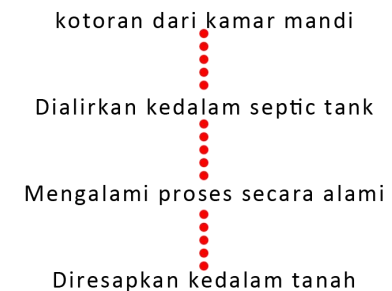 kotoran dari kamar mandi
Dialirkan kedalam septic tank
Mengalami proses secara alami
Diresapkan kedalam tanah